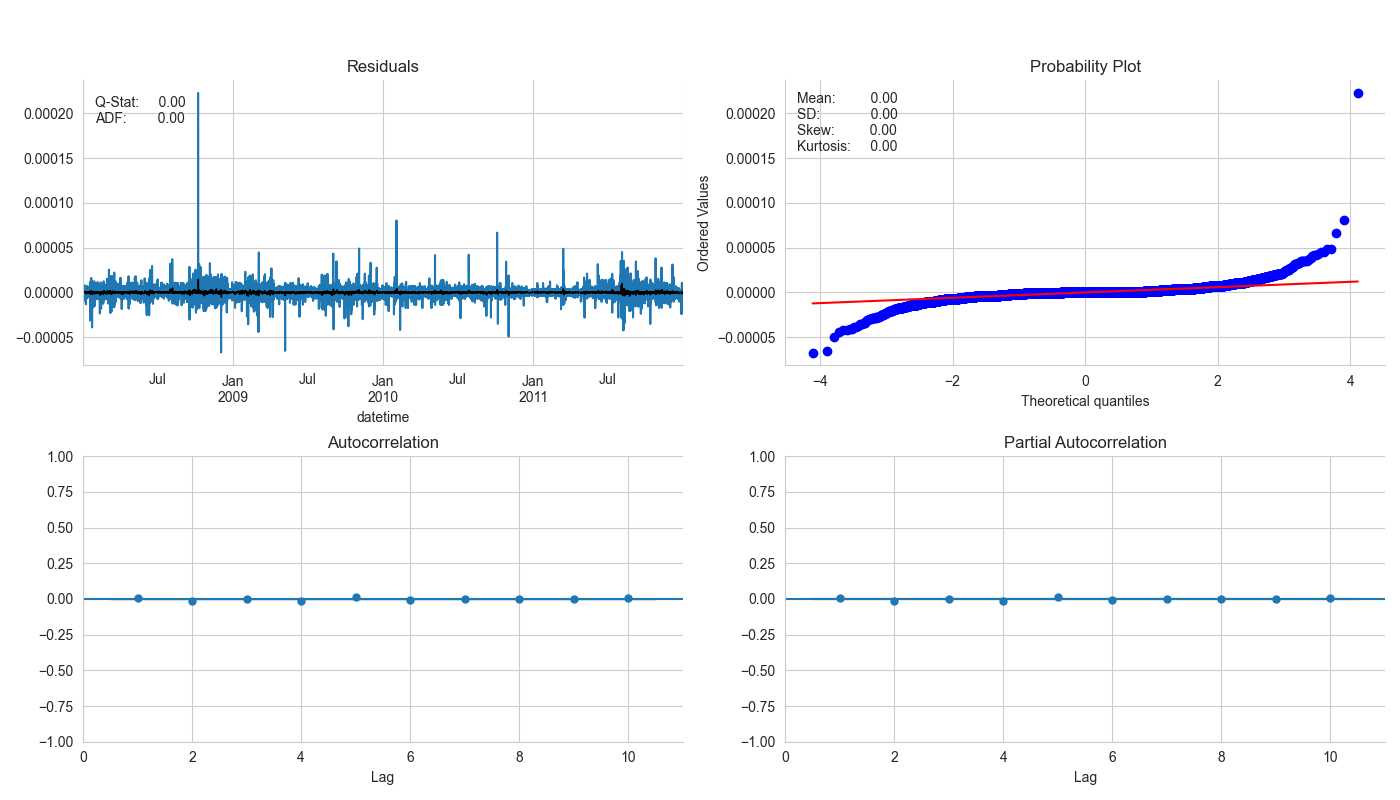 Residuals
Q-Stat: 0.00
ADF: 0.00
0.00020
0.00015
0.00010
0.00005
0.00000
−0.00005
Jul Jan Jul Jan Jul Jan Jul
2009 2010 2011
datetime
Probability Plot
Mean: 0.00
SD: 0.00
Skew: 0.00
Kurtosis: 0.00
Ordered Values
0.00020
0.00015
0.00010
0.00005
0.00000
−0.00005
−4 −2 0 2 4
Theoretical quantiles
Autocorrelation
1.00
0.75
0.50
0.25
0.00
−0.25
−0.50
−0.75
−1.00
0 2 4 6 8 10
Lag
Partial Autocorrelation
1.00
0.75
0.50
0.25
0.00
−0.25
−0.50
−0.75
−1.00
0 2 4 6 8 10
Lag